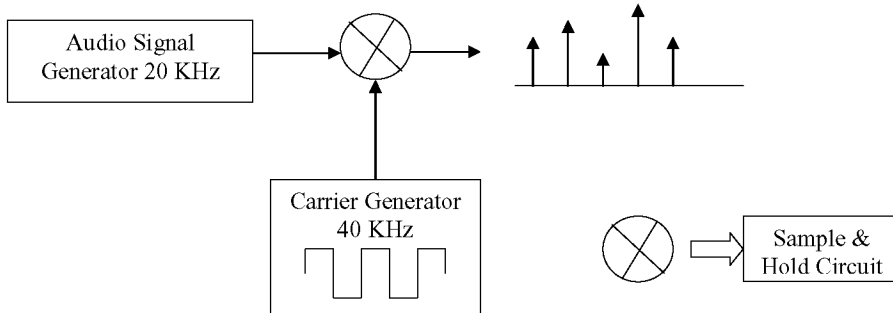 Audio Signal
Generator 20 KHz
Carrier Generator
40 KHz
Sample &
Hold Circuit